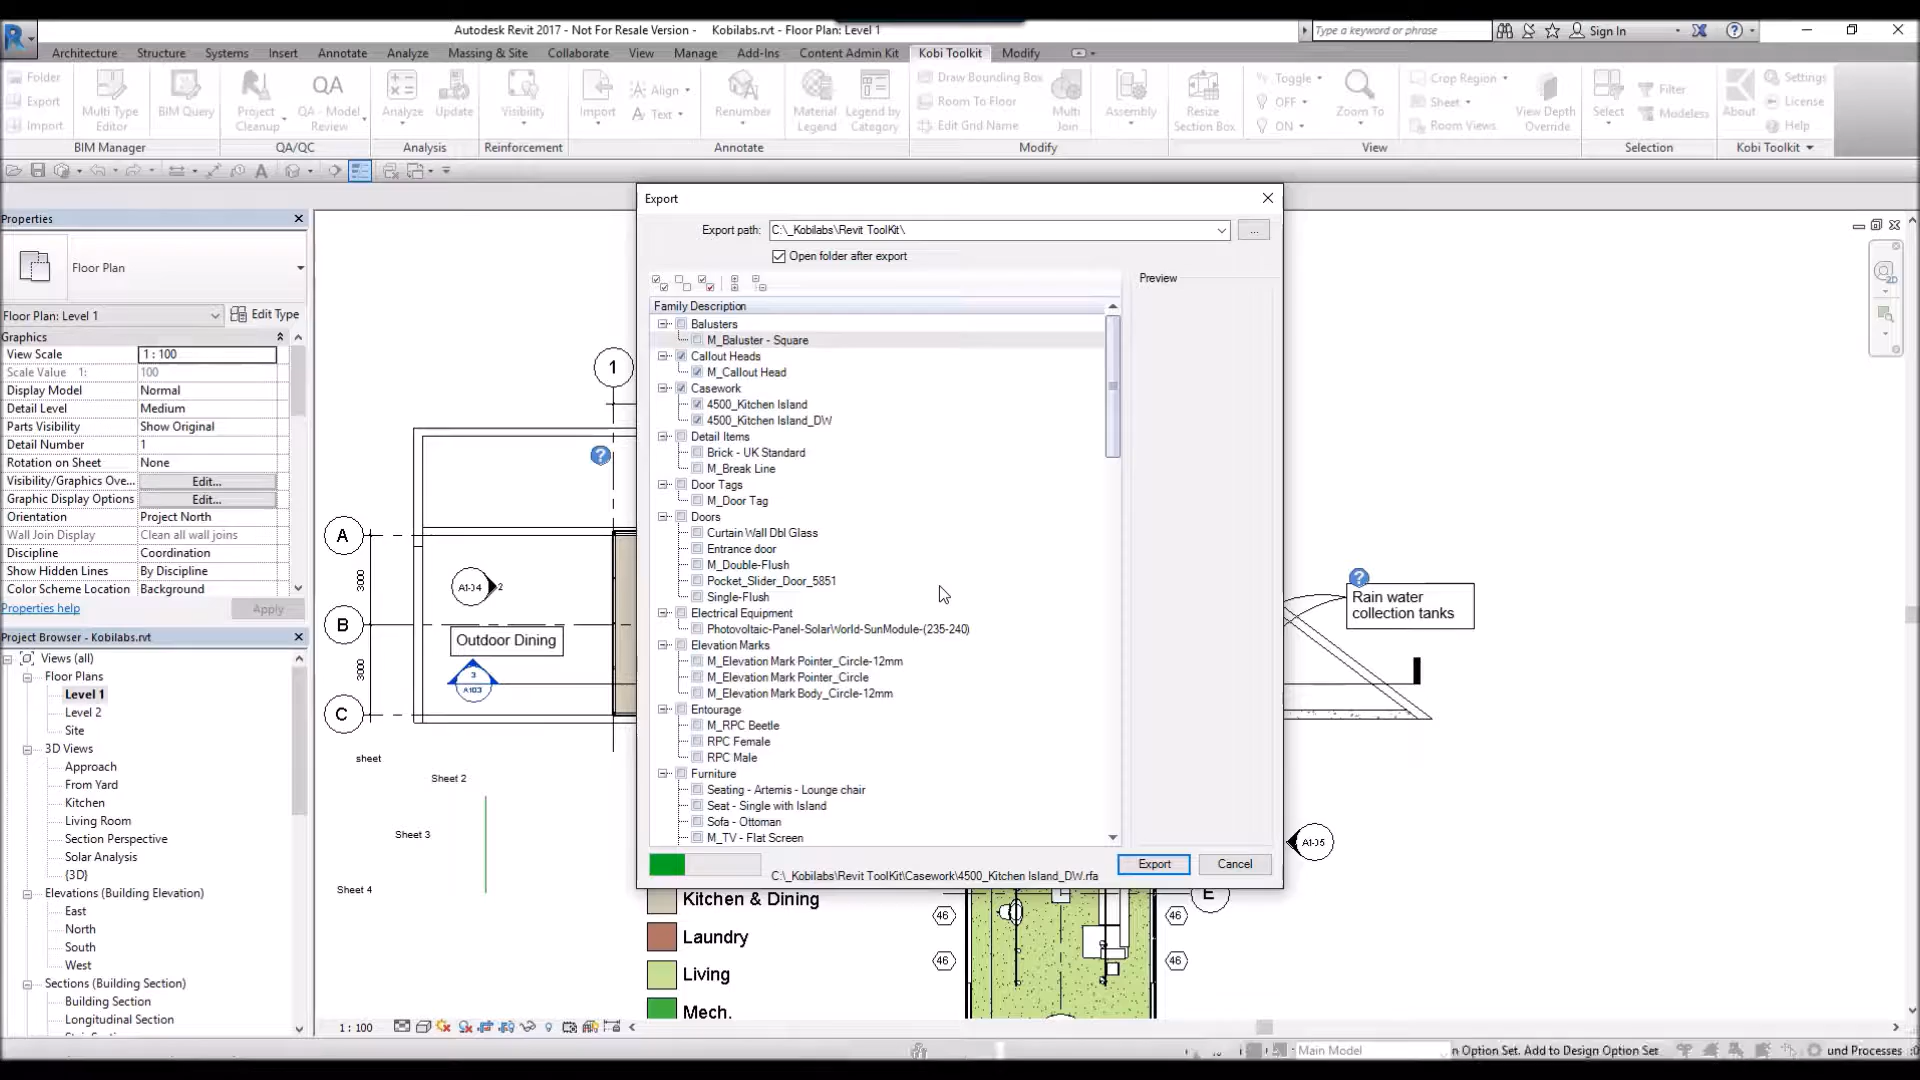 Autodesk Revit 2017 - Not For Resale Version - Kobilabs.rvt - Floor Plan: Level 1
Type a keyword or phrase
Sign In
Architecture Structure Systems Insert Annotate Analyze Massing & Site Collaborate View Manage Add-Ins Content Admin Kit Kobi Toolkit Modify
Folder
Export
Import
Multi Type Editor
BIM Query
Project Cleanup
QA - Model Review
Analyze
Update
Visibility
Import
Align
Text
Renumber
Material Legend
Legend by Category
Draw Bounding Box
Room To Floor
Edit Grid Name
Multi Join
Assembly
Resize Section Box
Toggle
OFF
ON
Zoom To
Crop Region
Sheet
Room Views
View Depth Override
Select
Filter
Modeless
About
Settings
License
Help
BIM Manager QA/QC Analysis Reinforcement Annotate Modify View Selection Kobi Toolkit
Properties
Floor Plan
Floor Plan: Level 1 Edit Type
Graphics
View Scale 1 : 100
Scale Value 1: 100
Display Model Normal
Detail Level Medium
Parts Visibility Show Original
Detail Number 1
Rotation on Sheet None
Visibility/Graphics Ove... Edit...
Graphic Display Options Edit...
Orientation Project North
Wall Join Display Clean all wall joins
Discipline Coordination
Show Hidden Lines By Discipline
Color Scheme Location Background
Properties help Apply
Project Browser - Kobilabs.rvt
Views (all)
Floor Plans
Level 1
Level 2
Site
3D Views
Approach
From Yard
Kitchen
Living Room
Section Perspective
Solar Analysis
{3D}
Elevations (Building Elevation)
East
North
South
West
Sections (Building Section)
Building Section
Longitudinal Section
1
A
B
C
3000
3000
A1-04
2
Outdoor Dining
3
A103
sheet
Sheet 2
Sheet 3
Sheet 4
Export
Export path: C:\_Kobilabs\Revit ToolKit\
...
Open folder after export
Preview
Family Description
Balusters
M_Baluster - Square
Callout Heads
M_Callout Head
Casework
4500_Kitchen Island
4500_Kitchen Island_DW
Detail Items
Brick - UK Standard
M_Break Line
Door Tags
M_Door Tag
Doors
Curtain Wall Dbl Glass
Entrance door
M_Double-Flush
Pocket_Slider_Door_5851
Single-Flush
Electrical Equipment
Photovoltaic-Panel-SolarWorld-SunModule-(235-240)
Elevation Marks
M_Elevation Mark Pointer_Circle-12mm
M_Elevation Mark Pointer_Circle
M_Elevation Mark Body_Circle-12mm
Entourage
M_RPC Beetle
RPC Female
RPC Male
Furniture
Seating - Artemis - Lounge chair
Seat - Single with Island
Sofa - Ottoman
M_TV - Flat Screen
Export Cancel
C:\_Kobilabs\Revit ToolKit\Casework\4500_Kitchen Island_DW.rfa
Rain water
collection tanks
A1-05
E
Kitchen & Dining
Laundry
Living
Mech.
46
46
46
46
1 : 100
Main Model
n Option Set. Add to Design Option Set
und Processes